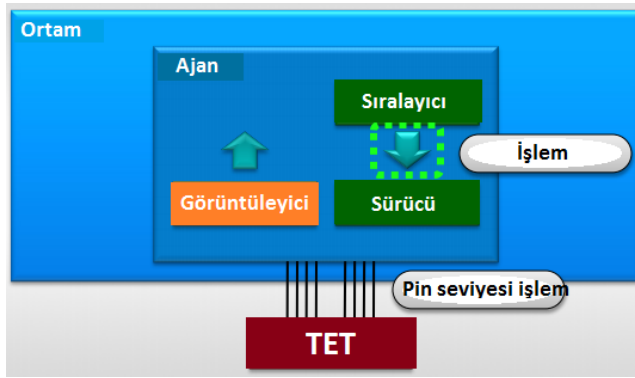 Ortam
Ajan
Sıralayıcı
İşlem
Görüntüleyici
Sürücü
Pin seviyesi işlem
TET